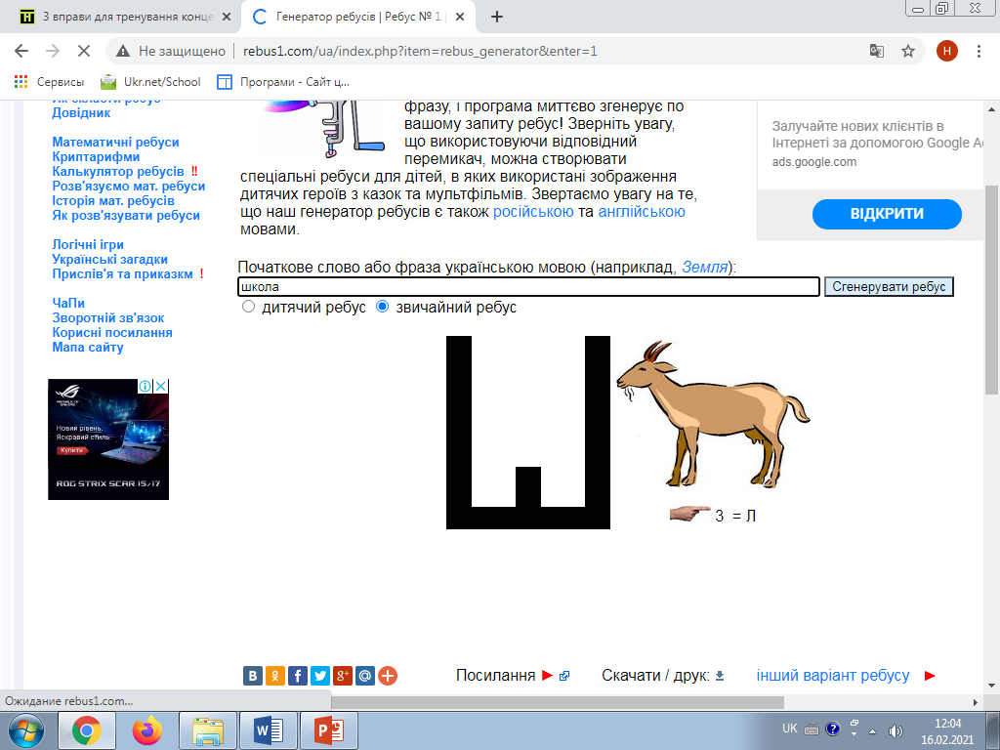 3 вправи для тренування конце
Генератор ребусів | Ребус № 1 |
Не защищено | rebus1.com/ua/index.php?item=rebus_generator&enter=1
Н
Сервисы
Ukr.net/School
Програми - Сайт ц...
Як скласти ребус
Довідник
Математичні ребуси
Криптарифми
Калькулятор ребусів !!
Розв'язуємо мат. ребуси
Історія мат. ребусів
Як розв'язувати ребуси
Логічні ігри
Українські загадки
Прислів'я та приказкм !
ЧаПи
Зворотній зв'язок
Корисні посилання
Мапа сайту
Новий рівень.
Яскравий стиль.
Купити
ROG STRIX SCAR 15/17
фразу, і програма миттєво згенерує по
вашому запиту ребус! Зверніть увагу,
що використовуючи відповідний
перемикач, можна створювати
спеціальні ребуси для дітей, в яких використані зображення
дитячих героїв з казок та мультфільмів. Звертаємо увагу на те,
що наш генератор ребусів є також російською та англійською
мовами.
Залучайте нових клієнтів в
Інтернеті за допомогою Google Ad
ads.google.com
ВІДКРИТИ
Початкове слово або фраза українською мовою (наприклад, Земля):
школа
Сгенерувати ребус
дитячий ребус звичайний ребус
Ш
З = Л
Посилання
Скачати / друк:
інший варіант ребусу
Ожидание rebus1.com...
UK
12:04
16.02.2021